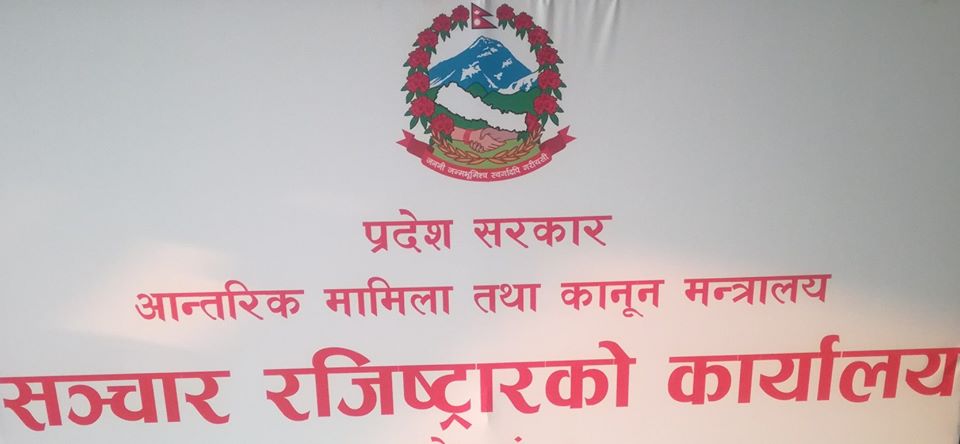 जननी जन्मभूमिश्च स्वर्गादपि गरीयसी
प्रदेश सरकार
आन्तरिक मामिला तथा कानून मन्त्रालय
सञ्चार रजिष्ट्रारको कार्यालय